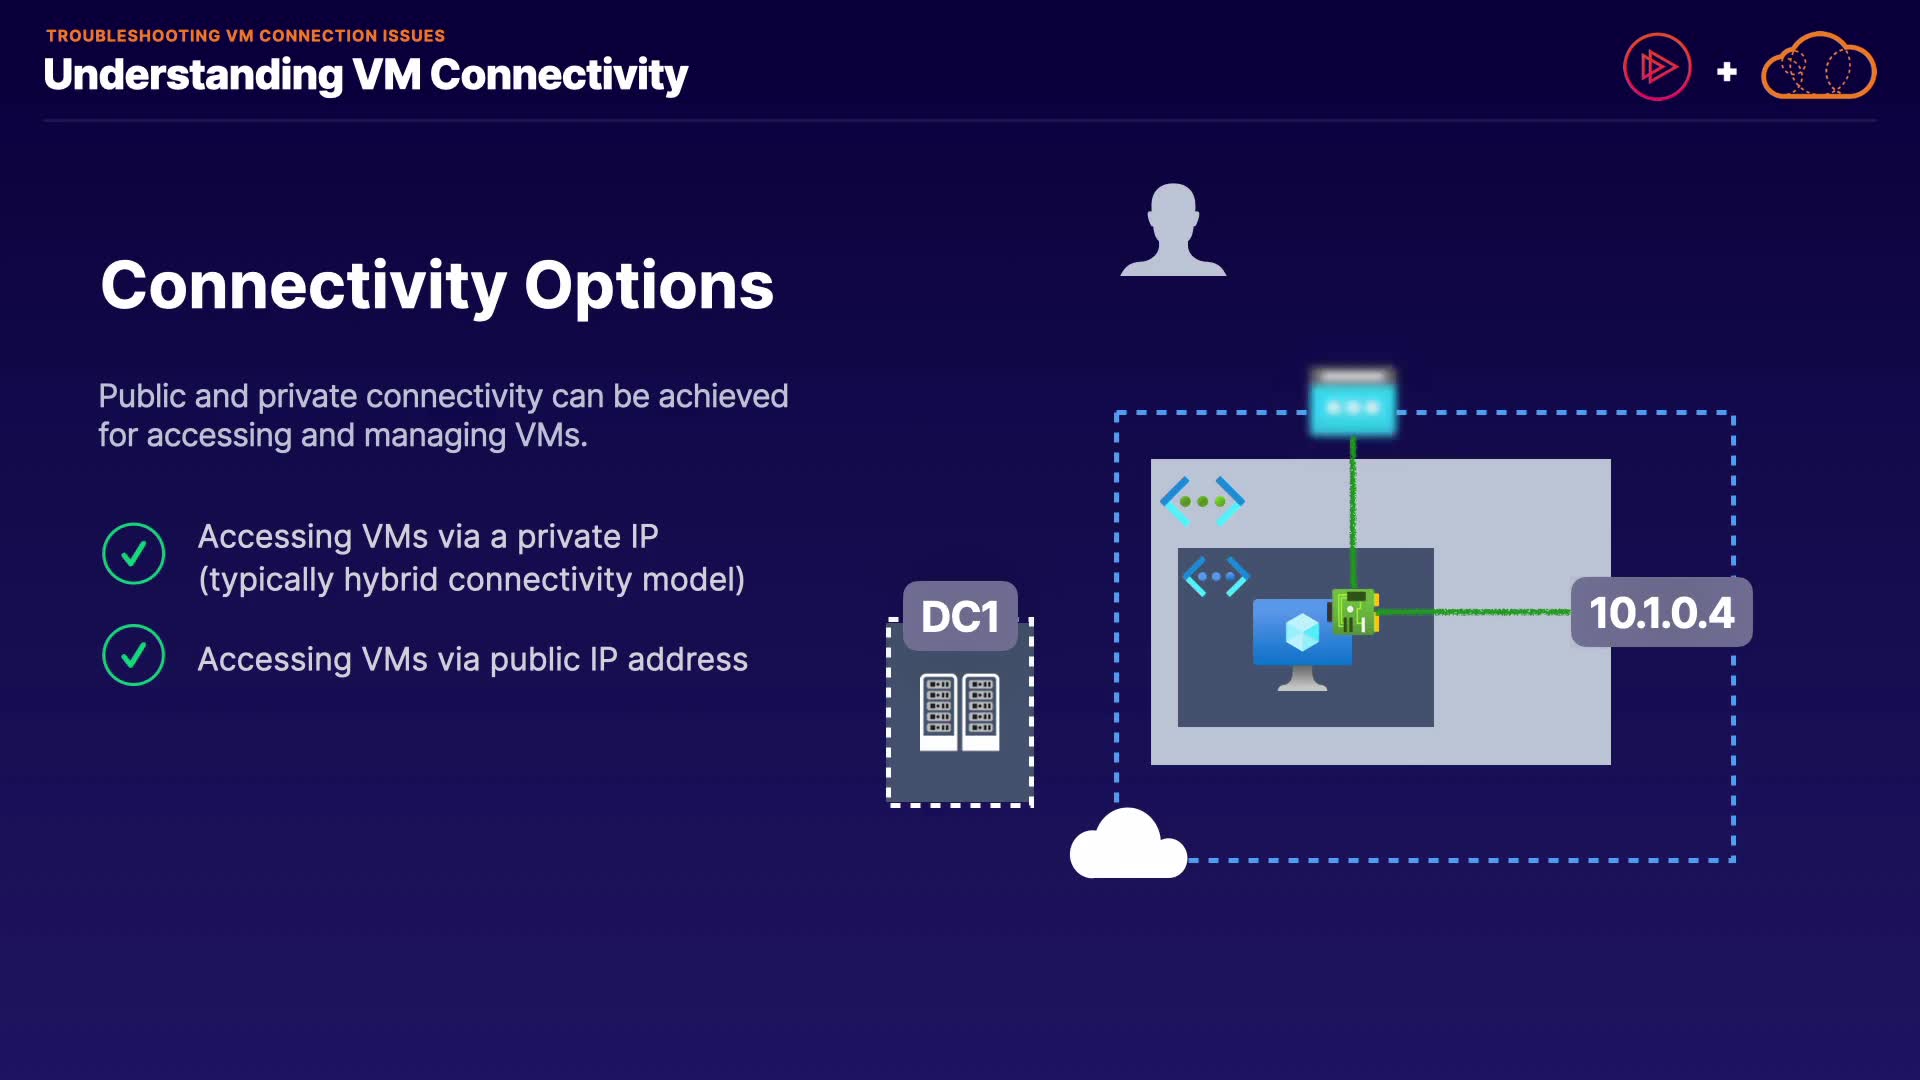 TROUBLESHOOTING VM CONNECTION ISSUES
Understanding VM Connectivity
Connectivity Options
Public and private connectivity can be achieved
for accessing and managing VMs.
Accessing VMs via a private IP
(typically hybrid connectivity model)
Accessing VMs via public IP address
DC1
10.1.0.4